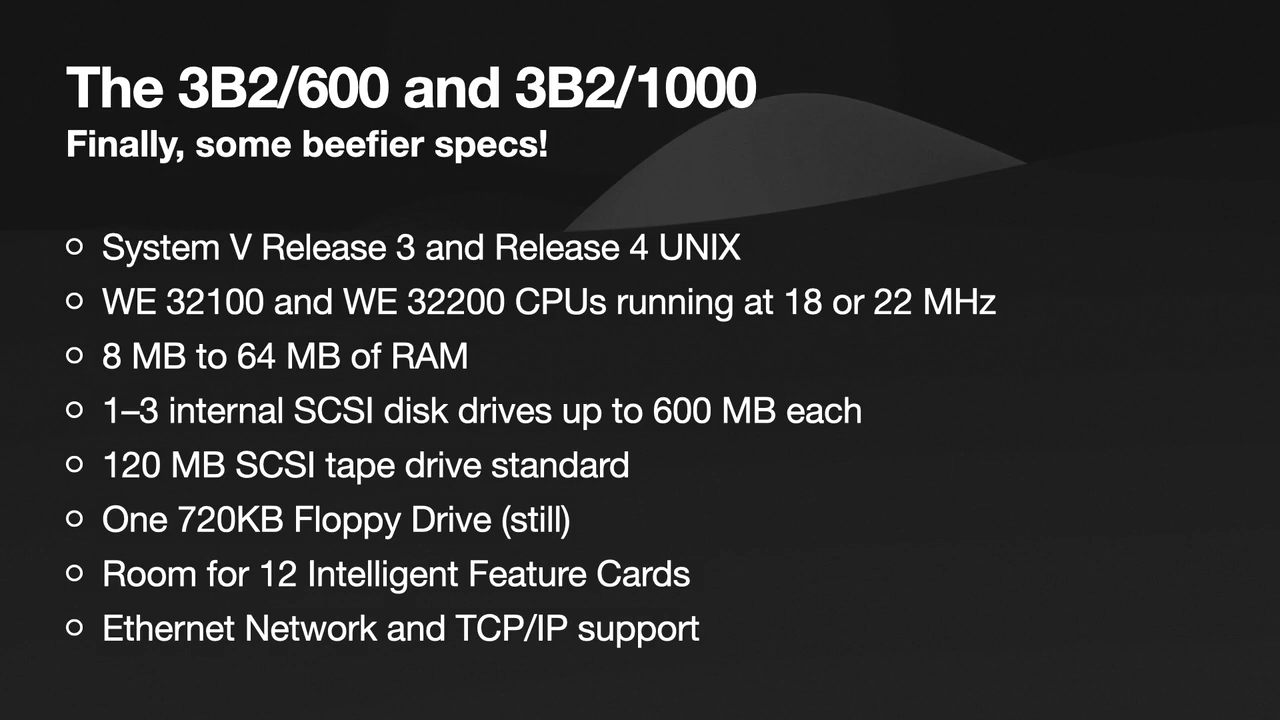 The 3B2/600 and 3B2/1000
Finally, some beefier specs!
System V Release 3 and Release 4 UNIX
WE 32100 and WE 32200 CPUs running at 18 or 22 MHz
8 MB to 64 MB of RAM
1–3 internal SCSI disk drives up to 600 MB each
120 MB SCSI tape drive standard
One 720KB Floppy Drive (still)
Room for 12 Intelligent Feature Cards
Ethernet Network and TCP/IP support